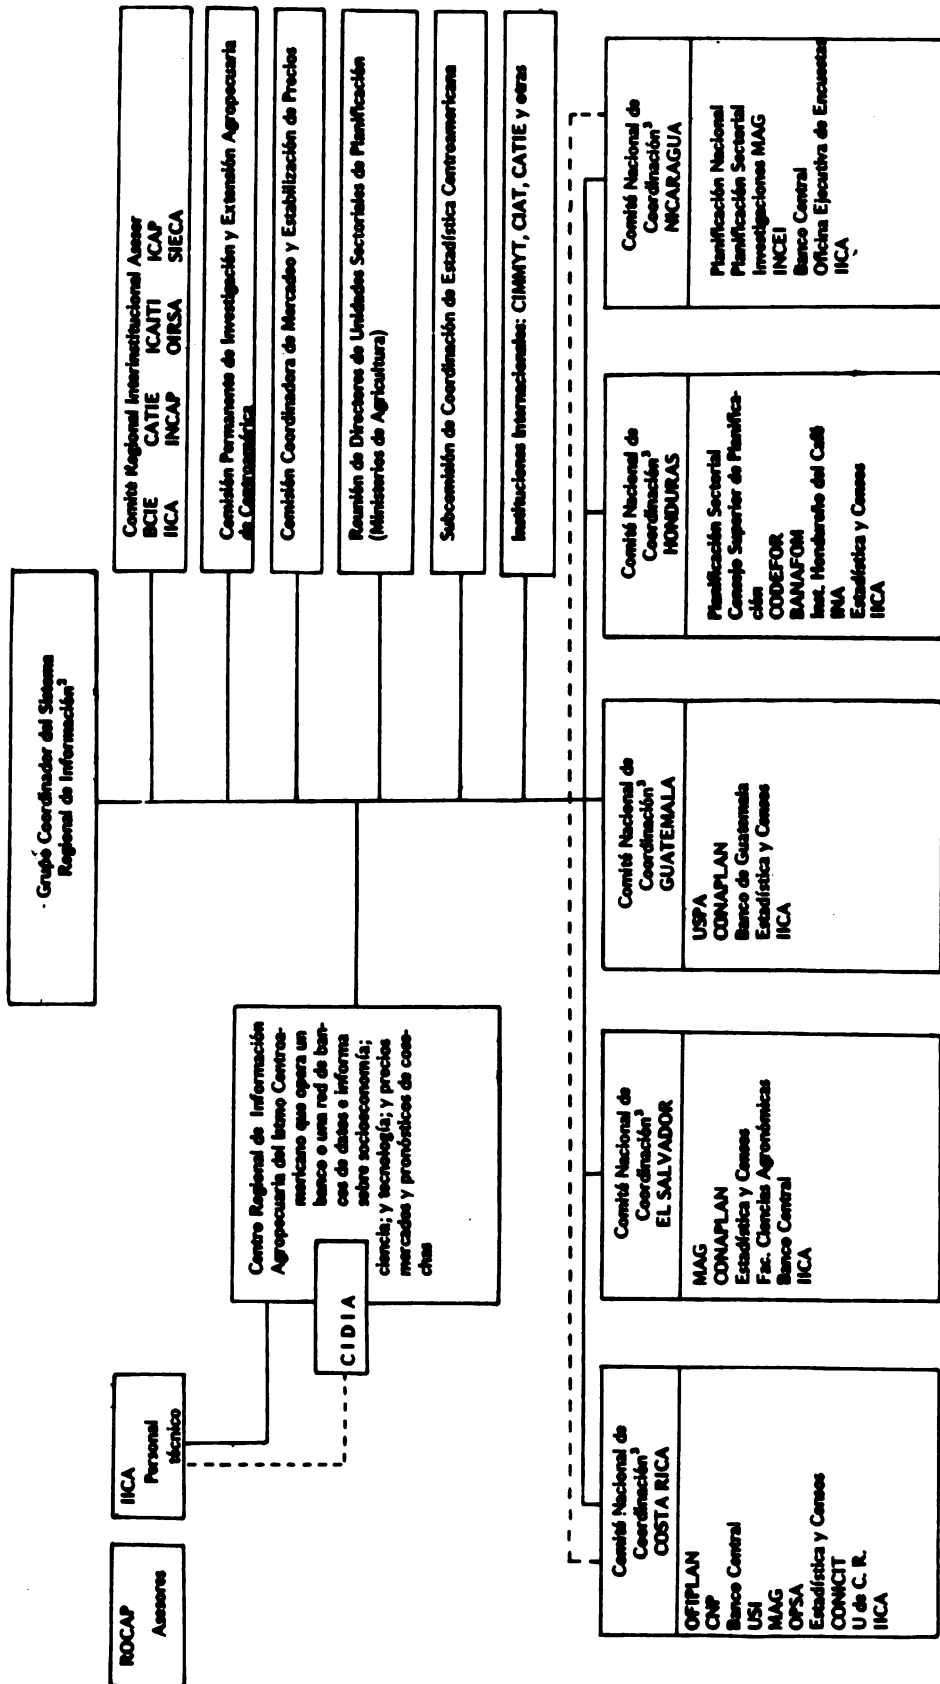 Grupo Coordinador del Sistema
Regional de Información³
ROCAP
Asesores
IICA
Personal
técnico
Comité Regional Interinstitucional Asesor
BCIE CATIE ICAITI ICAP
IICA INCAP OIRSA SIECA
Comisión Permanente de Investigación y Extensión Agropecuaria
de Centroamérica
Comisión Coordinadora de Mercadeo y Estabilización de Precios
Reunión de Directores de Unidades Sectoriales de Planificación
(Ministerios de Agricultura)
Subcomisión de Coordinación de Estadística Centroamericana
Instituciones Internacionales: CIMMYT, CIAT, CATIE y otras
Centro Regional de Información
Agropecuaria del Istmo Centroa-
mericano que opera un
banco o una red de ban-
cos de datos e informa
sobre socioeconomía;
ciencia; y tecnología; y precios
mercados y pronósticos de cose-
chas
CIDIA
Comité Nacional de
Coordinación³
COSTA RICA
OFIPLAN
CNP
Banco Central
USI
MAG
OPSA
Estadística y Censos
CONICIT
U de C. R.
IICA
Comité Nacional de
Coordinación³
EL SALVADOR
MAG
CONAPLAN
Estadística y Censos
Fac. Ciencias Agronómicas
Banco Central
IICA
Comité Nacional de
Coordinación³
GUATEMALA
USPA
CONAPLAN
Banco de Guatemala
Estadística y Censos
IICA
Comité Nacional de
Coordinación³
HONDURAS
Planificación Sectorial
Consejo Superior de Planifica-
ción
CODEFOR
BANAFOM
Inst. Hondureño del Café
INA
Estadística y Censos
IICA
Comité Nacional de
Coordinación³
NICARAGUA
Planificación Nacional
Planificación Sectorial
Investigaciones MAG
INCEI
Banco Central
Oficina Ejecutiva de Encuestas
IICA